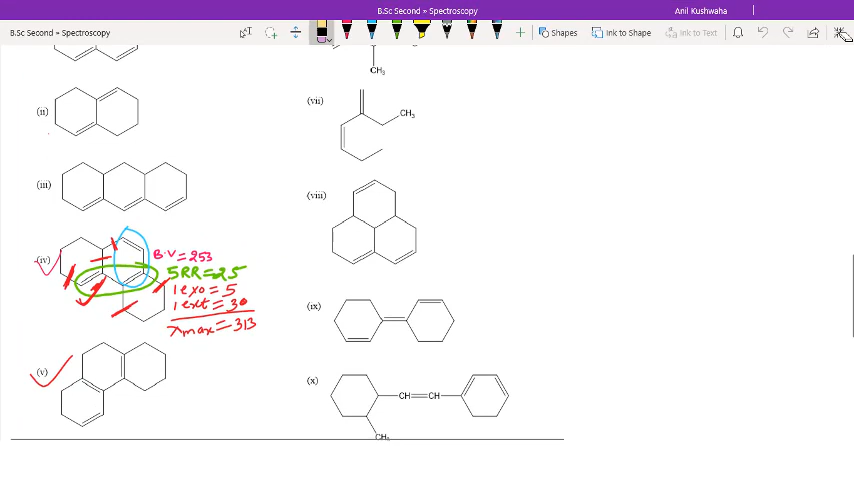 B.Sc Second » Spectroscopy
Anil Kushwaha
B.Sc Second » Spectroscopy
Shapes
Ink to Shape
Ink to Text
CH₃
(ii)
(vii)
CH₃
(iii)
(viii)
(iv)
B.V = 253
5RR = 25
1 exo = 5
1 ext = 30
λmax = 313
(ix)
(v)
(x)
CH=CH
CH₃